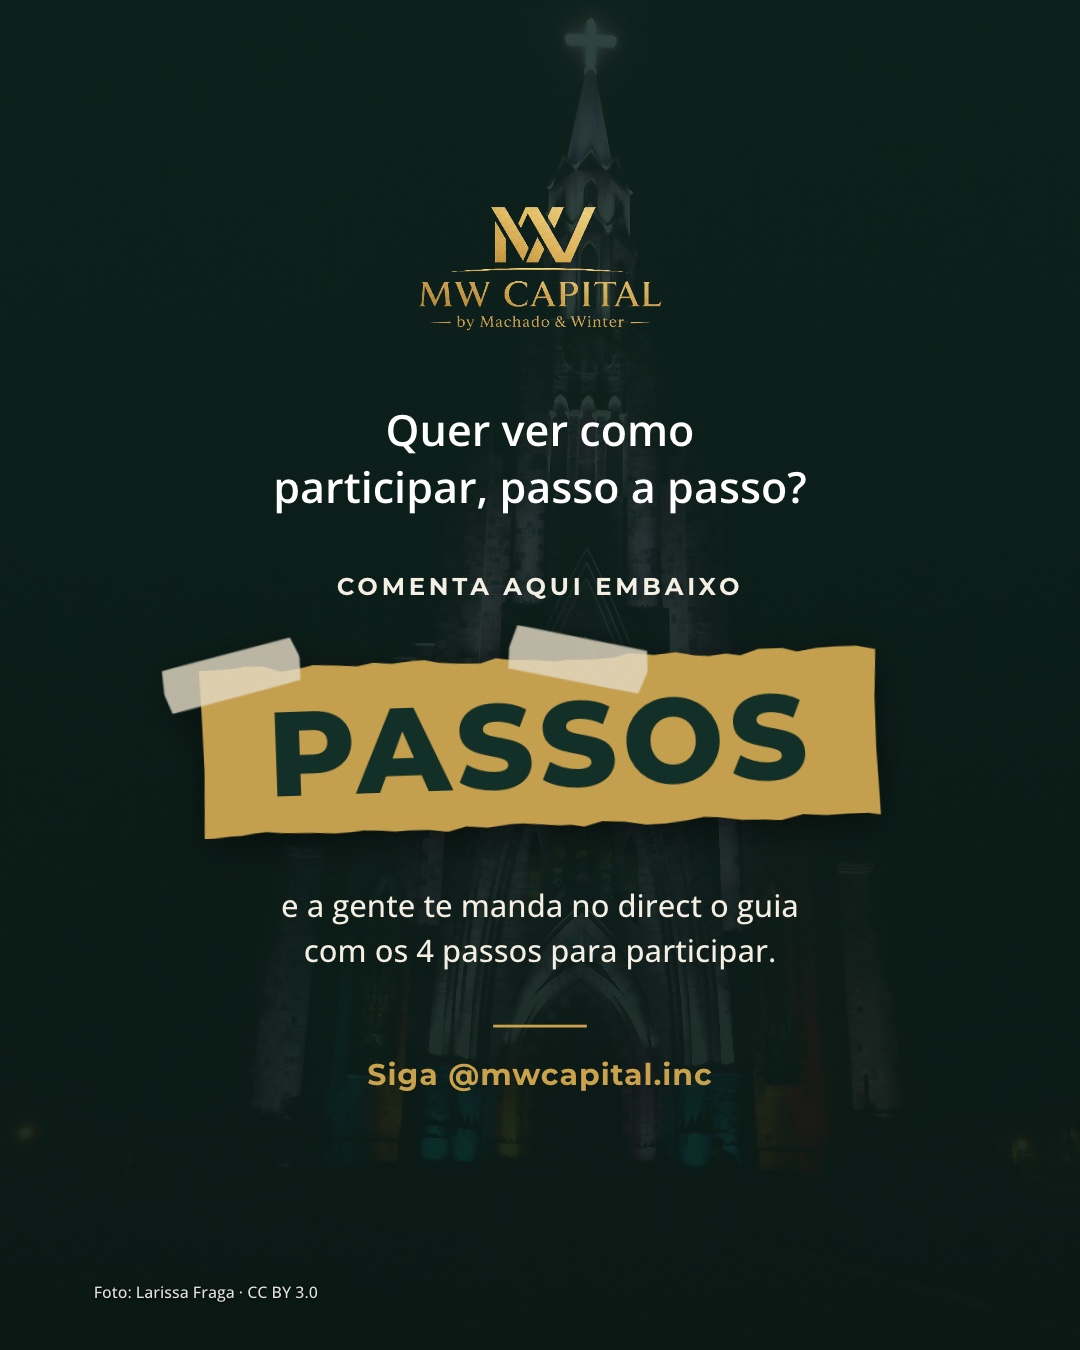 MW CAPITAL
by Machado & Winter
Quer ver como
participar, passo a passo?
COMENTA AQUI EMBAIXO
PASSOS
e a gente te manda no direct o guia
com os 4 passos para participar.
Siga @mwcapital.inc
Foto: Larissa Fraga · CC BY 3.0